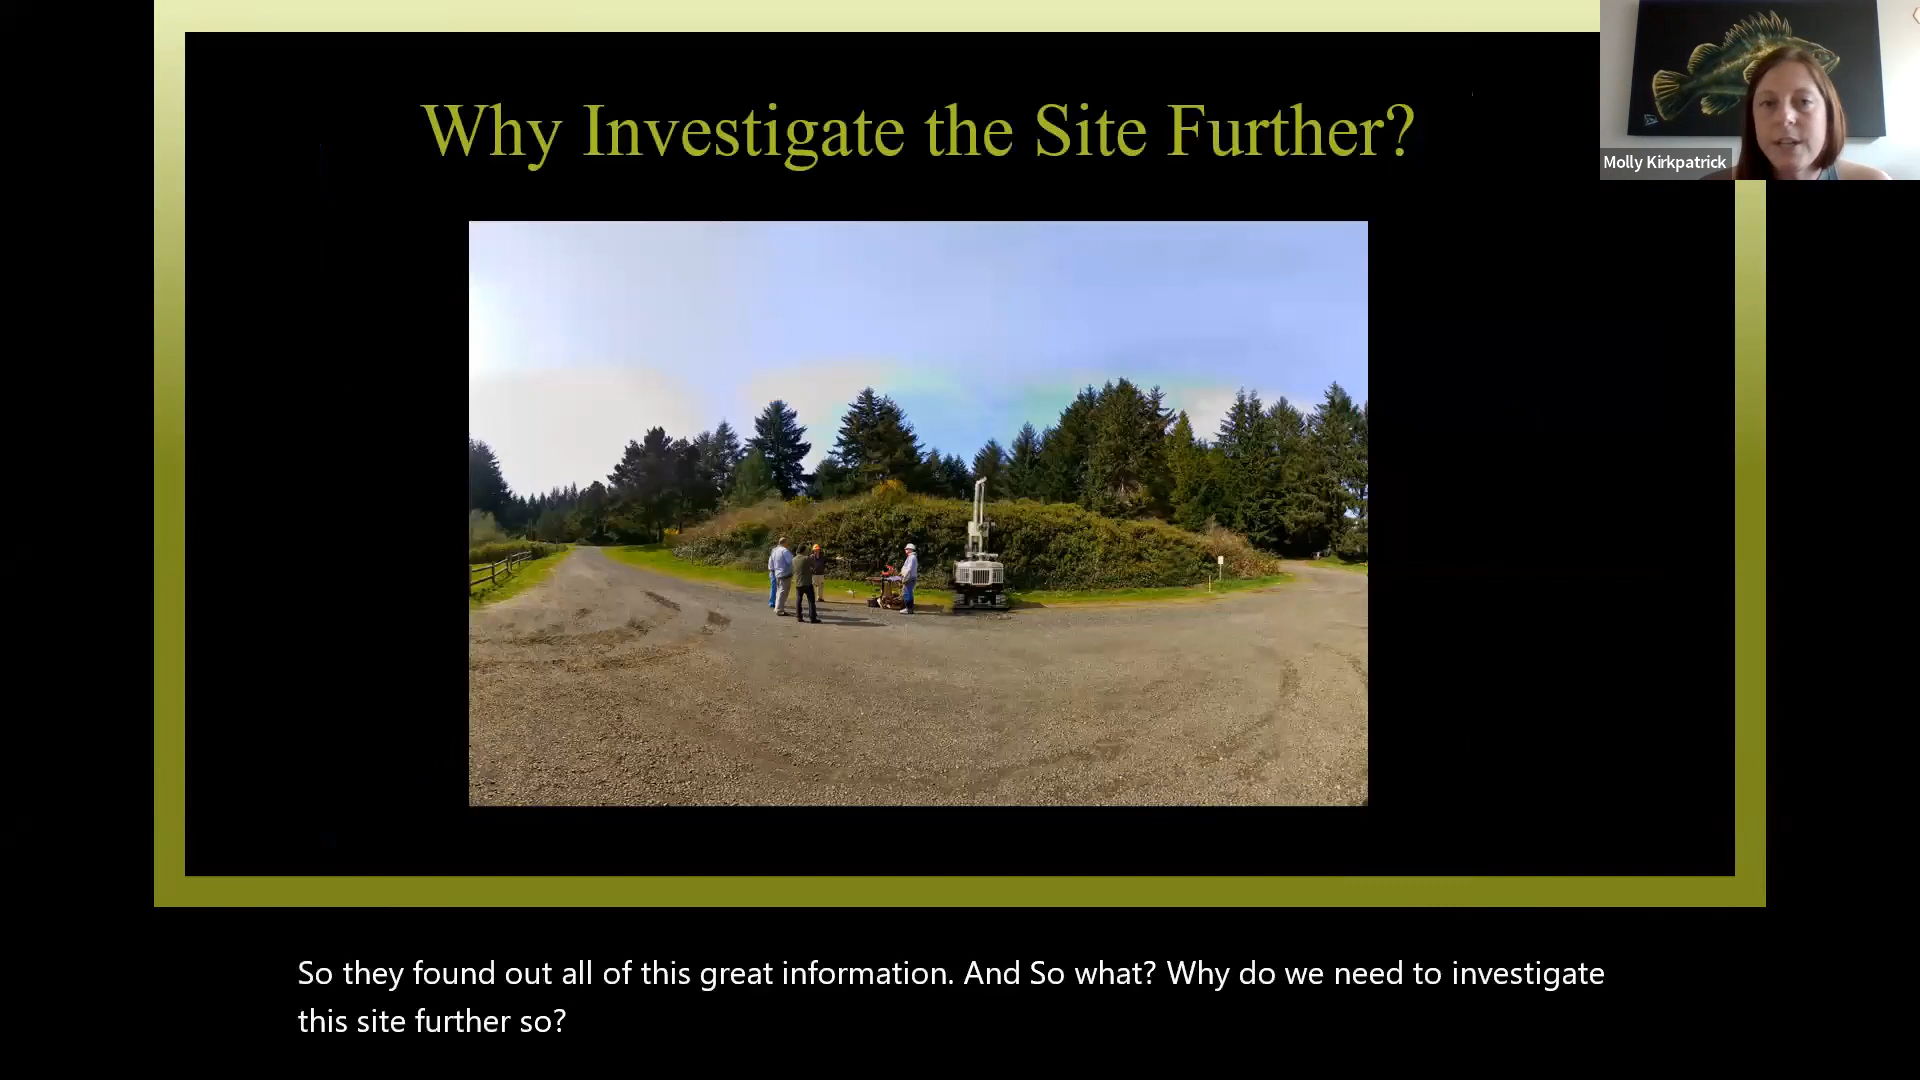 Why Investigate the Site Further?
Molly Kirkpatrick
So they found out all of this great information. And So what? Why do we need to investigate
this site further so?